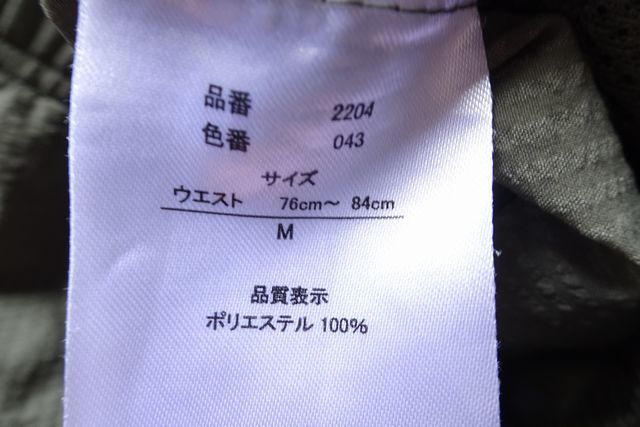 品番 2204
色番 043
サイズ
ウエスト 76cm〜 84cm
M
品質表示
ポリエステル 100%